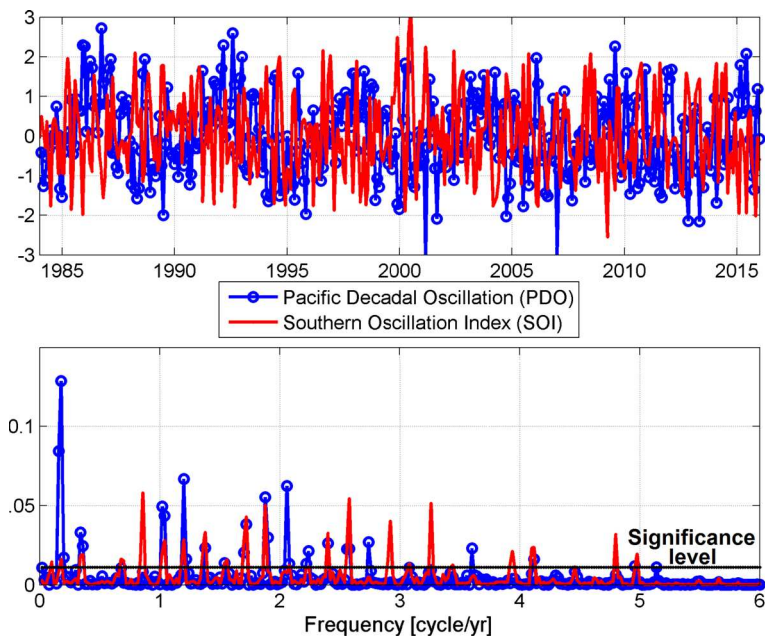 3
2
1
0
-1
-2
-3
1985 1990 1995 2000 2005 2010 2015
Pacific Decadal Oscillation (PDO)
Southern Oscillation Index (SOI)
0.1
.05
Significance
level
0
0 1 2 3 4 5 6
Frequency [cycle/yr]